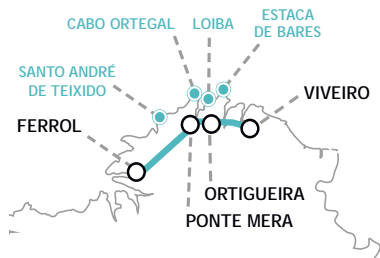 CABO ORTEGAL
LOIBA
ESTACA
DE BARES
SANTO ANDRÉ
DE TEIXIDO
VIVEIRO
FERROL
ORTIGUEIRA
PONTE MERA